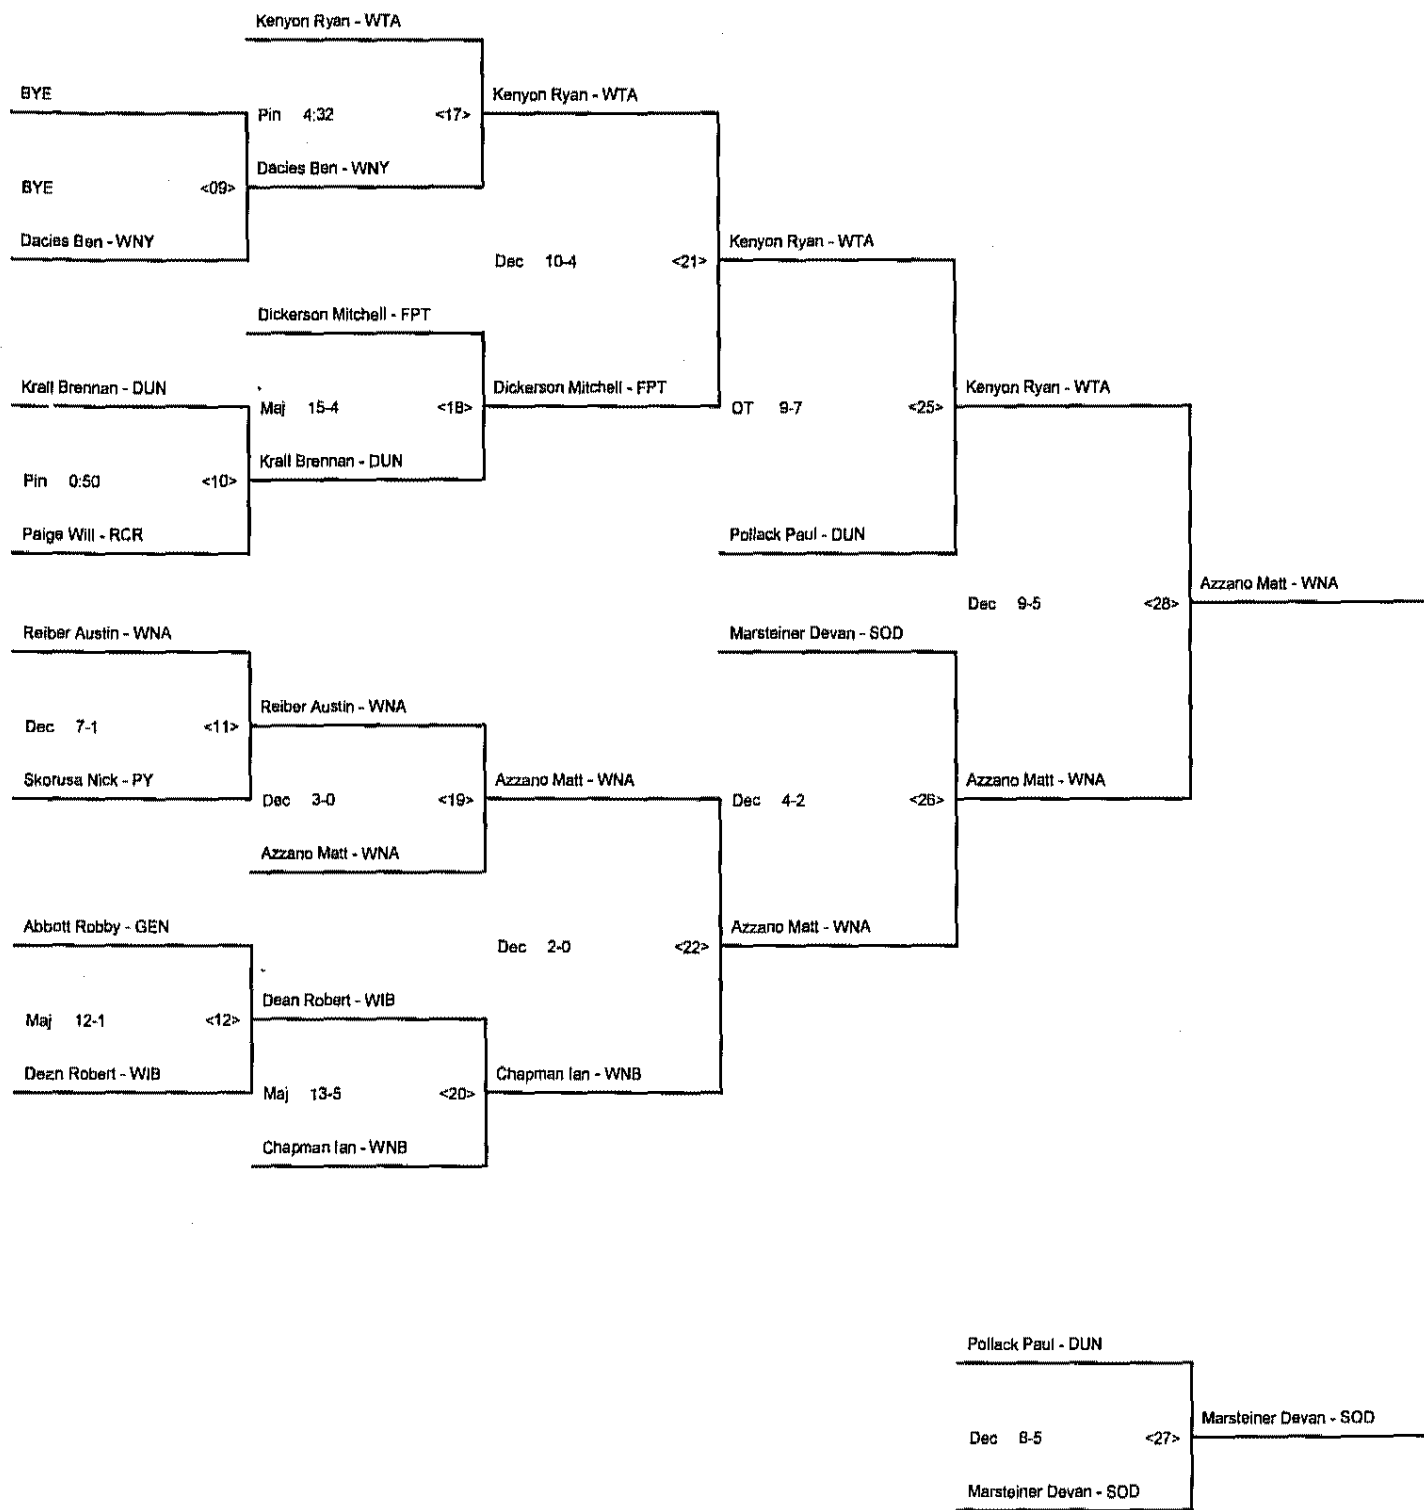 Kenyon Ryan - WTA
BYE
Pin 4:32 <17>
Kenyon Ryan - WTA
Dacies Ben - WNY
BYE <09>
Dacies Ben - WNY
Dec 10-4 <21>
Kenyon Ryan - WTA
Dickerson Mitchell - FPT
Krall Brennan - DUN
Maj 15-4 <18>
Dickerson Mitchell - FPT
OT 9-7 <25>
Kenyon Ryan - WTA
Krall Brennan - DUN
Pin 0:50 <10>
Paige Will - RCR
Pollack Paul - DUN
Dec 9-5 <28>
Azzano Matt - WNA
Reiber Austin - WNA
Marsteiner Devan - SOD
Reiber Austin - WNA
Dec 7-1 <11>
Skorusa Nick - PY
Dec 3-0 <19>
Azzano Matt - WNA
Dec 4-2 <26>
Azzano Matt - WNA
Azzano Matt - WNA
Abbott Robby - GEN
Dec 2-0 <22>
Azzano Matt - WNA
Dean Robert - WIB
Maj 12-1 <12>
Dean Robert - WIB
Maj 13-5 <20>
Chapman Ian - WNB
Chapman Ian - WNB
Pollack Paul - DUN
Dec 8-5 <27>
Marsteiner Devan - SOD
Marsteiner Devan - SOD